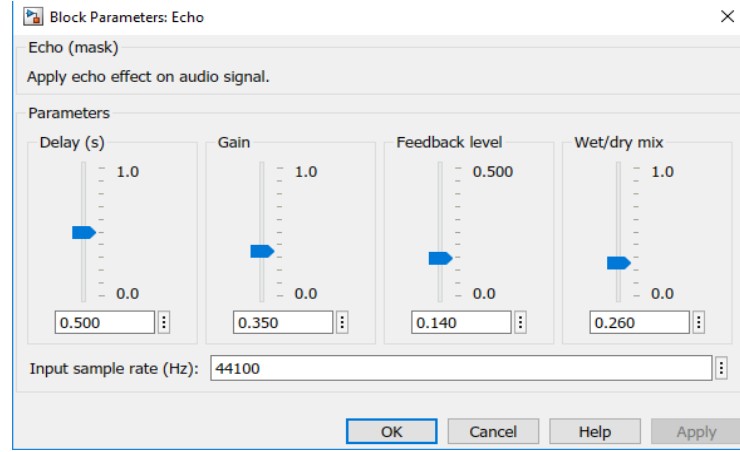 Block Parameters: Echo
Echo (mask)
Apply echo effect on audio signal.
Parameters
Delay (s) Gain Feedback level Wet/dry mix
1.0 1.0 0.500 1.0
0.0 0.0 0.0 0.0
0.500 0.350 0.140 0.260
Input sample rate (Hz): 44100
OK Cancel Help Apply